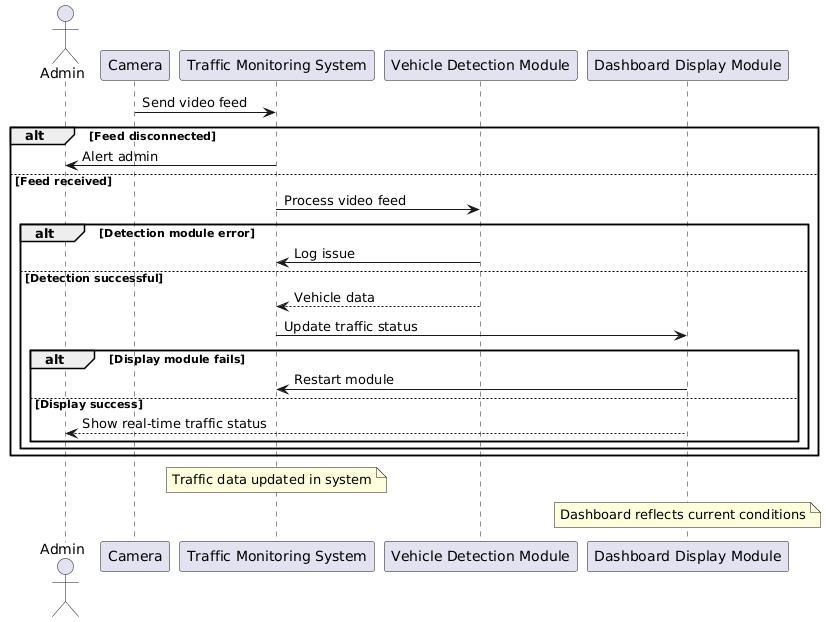 Admin
Camera
Traffic Monitoring System
Vehicle Detection Module
Dashboard Display Module
Send video feed
alt [Feed disconnected]
Alert admin
[Feed received]
Process video feed
alt [Detection module error]
Log issue
[Detection successful]
Vehicle data
Update traffic status
alt [Display module fails]
Restart module
[Display success]
Show real-time traffic status
Traffic data updated in system
Dashboard reflects current conditions
Admin
Camera
Traffic Monitoring System
Vehicle Detection Module
Dashboard Display Module